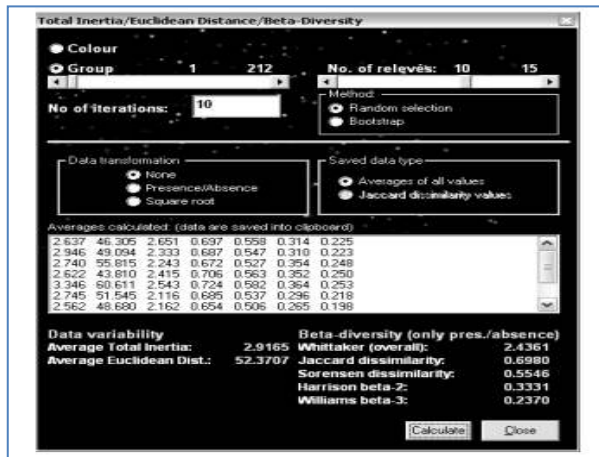 Total Inertia/Euclidean Distance/Beta-Diversity
Colour
Group 1 212
No. of relevés: 10 15
No of iterations: 10
Method:
Random selection
Bootstrap
Data transformation
None
Presence/Absence
Square root
Saved data type
Averages of all values
Jaccard dissimilarity values
Averages calculated: (data are saved into clipboard)
2.637 46.305 2.651 0.697 0.558 0.314 0.225
2.946 49.094 2.333 0.687 0.547 0.310 0.223
2.740 55.815 2.243 0.672 0.527 0.354 0.248
2.622 43.810 2.415 0.706 0.563 0.352 0.250
3.346 60.611 2.543 0.724 0.582 0.364 0.253
2.745 51.545 2.116 0.685 0.537 0.296 0.218
2.562 48.680 2.162 0.654 0.506 0.265 0.198
Data variability
Average Total Inertia: 2.9165
Average Euclidean Dist.: 52.3707
Beta-diversity (only pres./absence)
Whittaker (overall): 2.4361
Jaccard dissimilarity: 0.6980
Sorensen dissimilarity: 0.5546
Harrison beta-2: 0.3331
Williams beta-3: 0.2370
Calculate Close